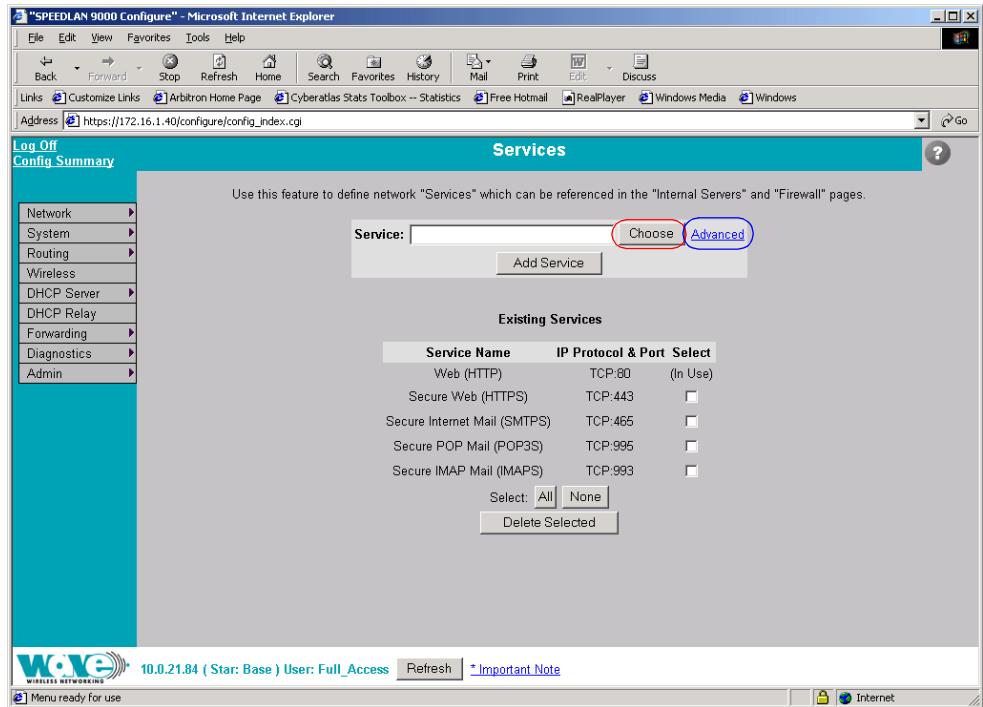 "SPEEDLAN 9000 Configure" - Microsoft Internet Explorer
File Edit View Favorites Tools Help
Back Forward Stop Refresh Home Search Favorites History Mail Print Edit Discuss
Links Customize Links Arbitron Home Page Cyberatlas Stats Toolbox -- Statistics Free Hotmail RealPlayer Windows Media Windows
Address https://172.16.1.40/configure/config_index.cgi Go
Log Off
Config Summary
Services
?
Use this feature to define network "Services" which can be referenced in the "Internal Servers" and "Firewall" pages.
Network
System
Routing
Wireless
DHCP Server
DHCP Relay
Forwarding
Diagnostics
Admin
Service: Choose Advanced
Add Service
Existing Services
Service Name IP Protocol & Port Select
Web (HTTP) TCP:80 (In Use)
Secure Web (HTTPS) TCP:443
Secure Internet Mail (SMTPS) TCP:465
Secure POP Mail (POP3S) TCP:995
Secure IMAP Mail (IMAPS) TCP:993
Select: All None
Delete Selected
WAVE
WIRELESS NETWORKING
10.0.21.84 ( Star: Base ) User: Full_Access Refresh * Important Note
Menu ready for use Internet